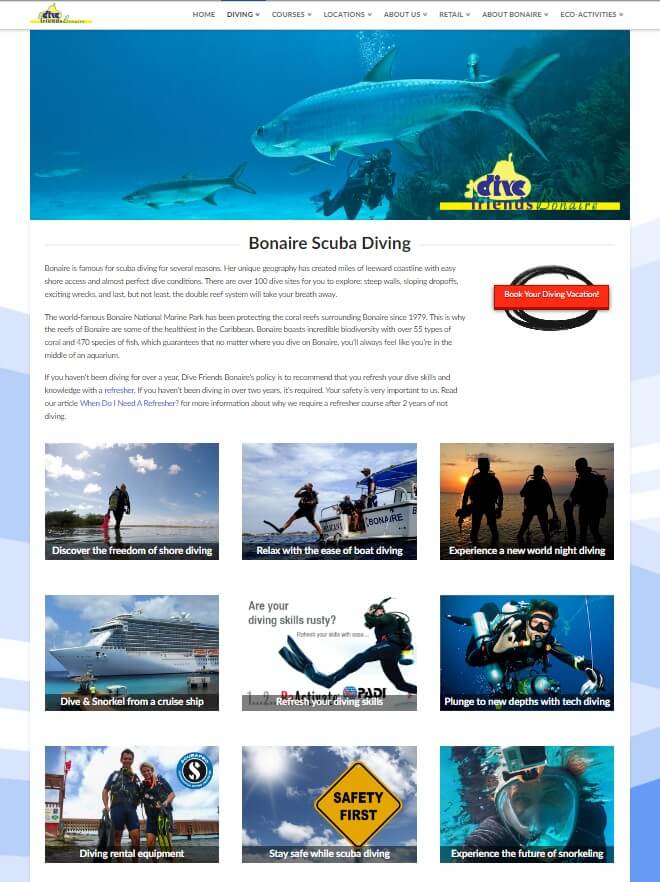 dive
friends Bonaire
HOME DIVING COURSES LOCATIONS ABOUT US RETAIL ABOUT BONAIRE ECO-ACTIVITIES
dive
friends Bonaire
Bonaire Scuba Diving
Bonaire is famous for scuba diving for several reasons. Her unique geography has created miles of leeward coastline with easy
shore access and almost perfect dive conditions. There are over 100 dive sites for you to explore: steep walls, sloping dropoffs,
exciting wrecks, and last, but not least, the double reef system will take your breath away.
Book Your Diving Vacation!
The world-famous Bonaire National Marine Park has been protecting the coral reefs surrounding Bonaire since 1979. This is why
the reefs of Bonaire are some of the healthiest in the Caribbean. Bonaire boasts incredible biodiversity with over 55 types of
coral and 470 species of fish, which guarantees that no matter where you dive on Bonaire, you'll always feel like you're in the
middle of an aquarium.
If you haven't been diving for over a year, Dive Friends Bonaire's policy is to recommend that you refresh your dive skills and
knowledge with a refresher. If you haven't been diving in over two years, it's required. Your safety is very important to us. Read
our article When Do I Need A Refresher? for more information about why we require a refresher course after 2 years of not
diving.
BONAIRE
Discover the freedom of shore diving
Relax with the ease of boat diving
Experience a new world night diving
Are your
diving skills rusty?
Refresh your skills with ease...
1...2... ReActivate PADI
Dive & Snorkel from a cruise ship
Refresh your diving skills
Plunge to new depths with tech diving
SCUBAPRO
S
SAFETY
FIRST
Diving rental equipment
Stay safe while scuba diving
Experience the future of snorkeling